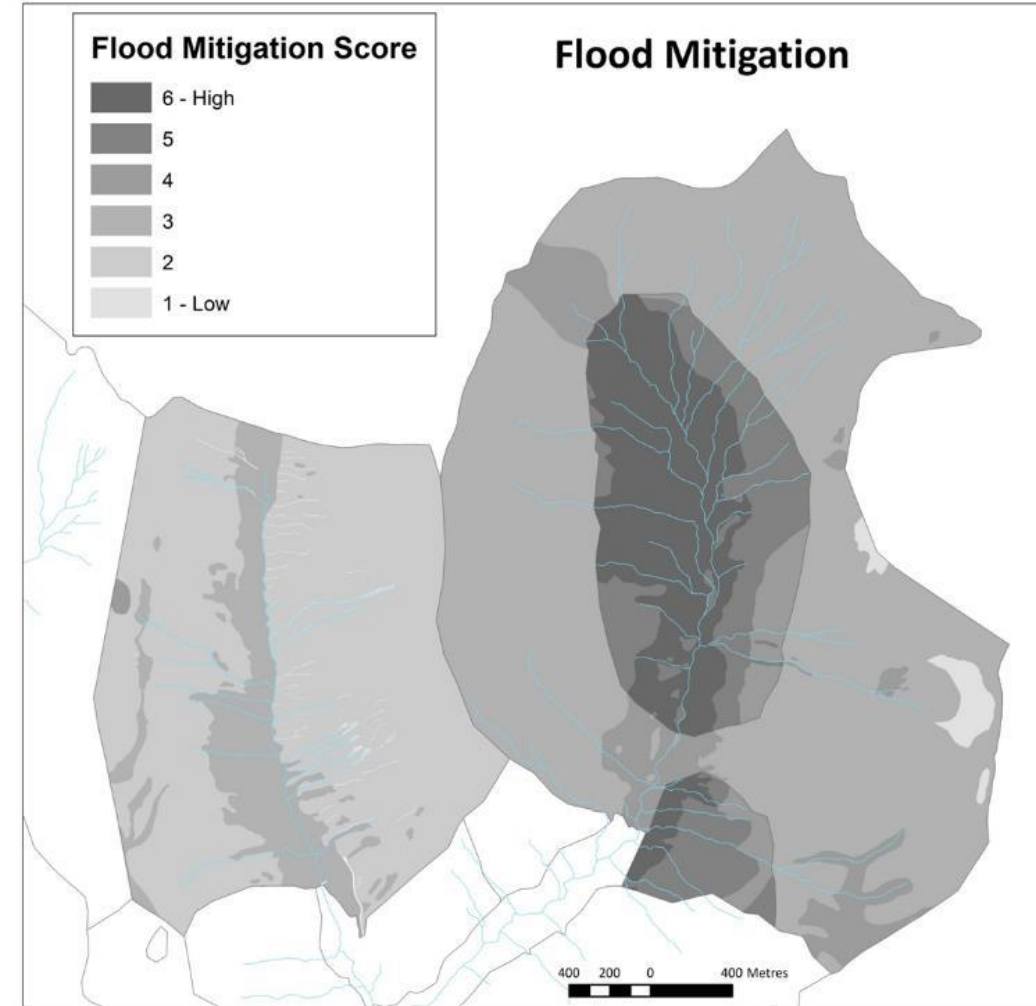 Flood Mitigation Score
6 - High
5
4
3
2
1 - Low
Flood Mitigation
400 200 0 400 Metres